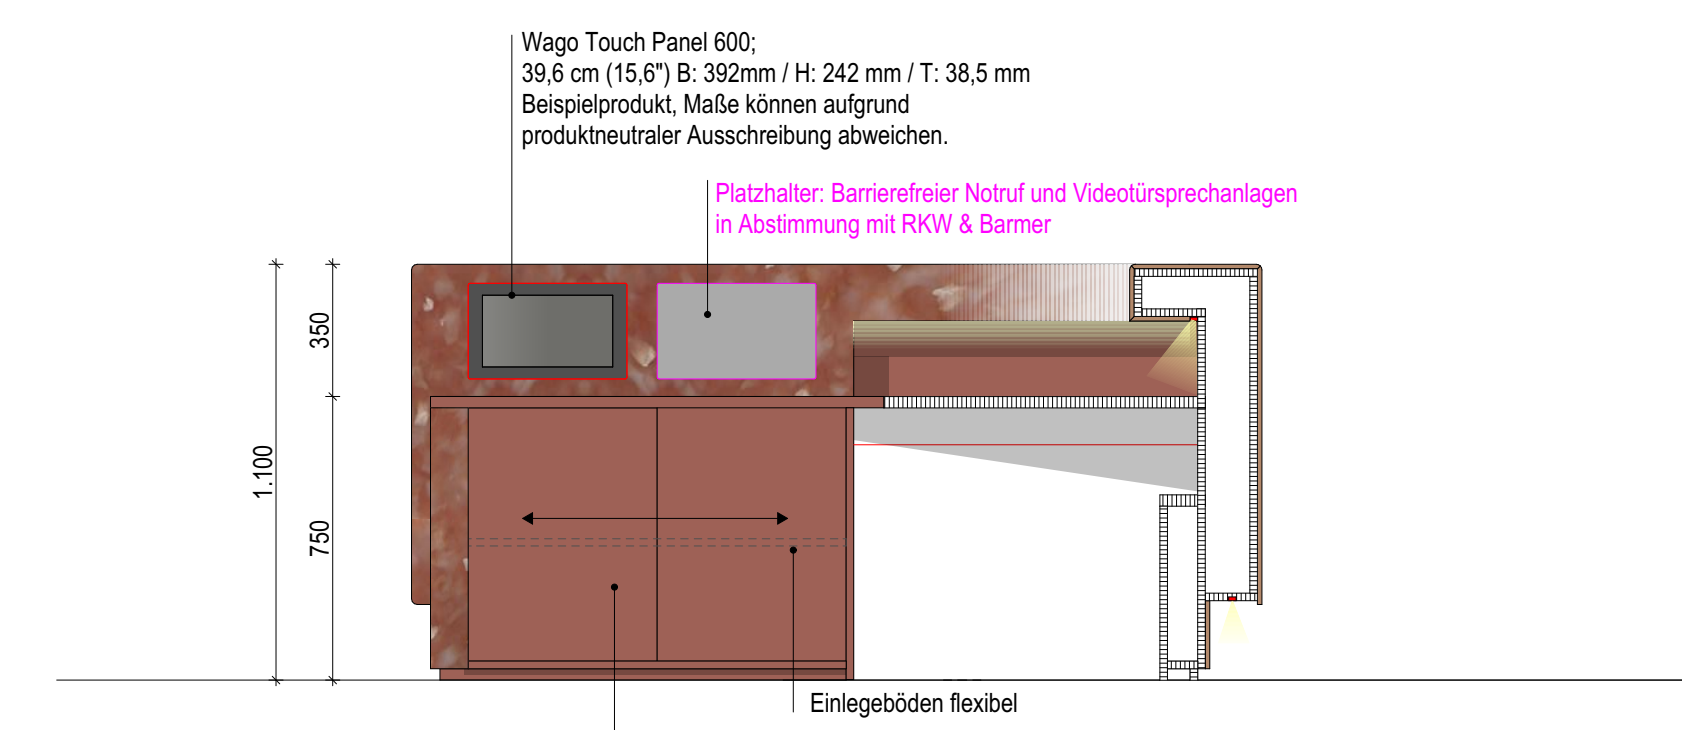 Wago Touch Panel 600;
39,6 cm (15,6") B: 392mm / H: 242 mm / T: 38,5 mm
Beispielprodukt, Maße können aufgrund
produktneutraler Ausschreibung abweichen.
Platzhalter: Barrierefreier Notruf und Videotürsprechanlagen
in Abstimmung mit RKW & Barmer
350
1.100
750
Einlegeböden flexibel